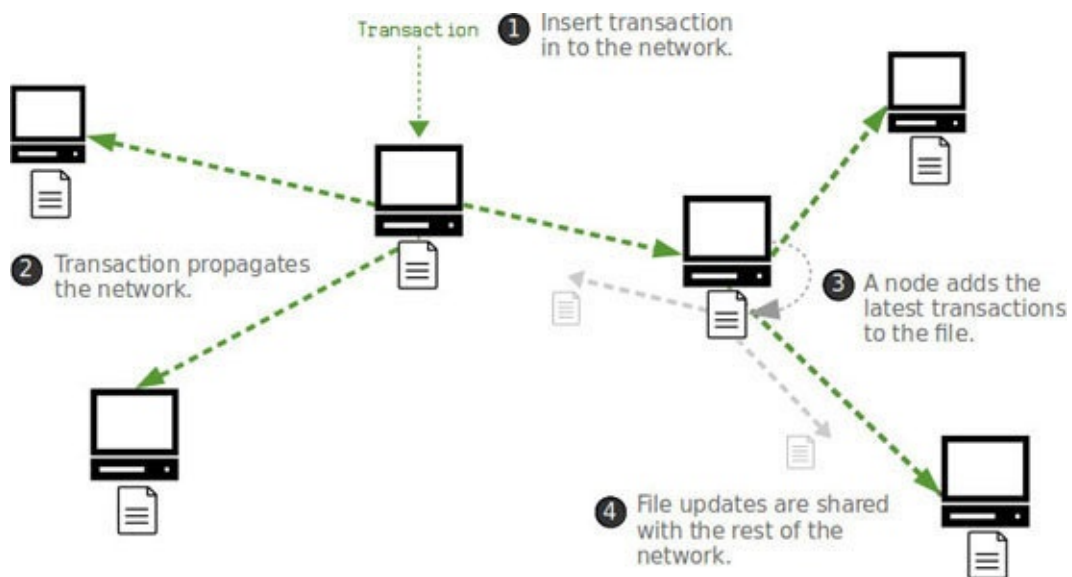 Transaction
1 Insert transaction
in to the network.
2 Transaction propagates
the network.
3 A node adds the
latest transactions
to the file.
4 File updates are shared
with the rest of the
network.